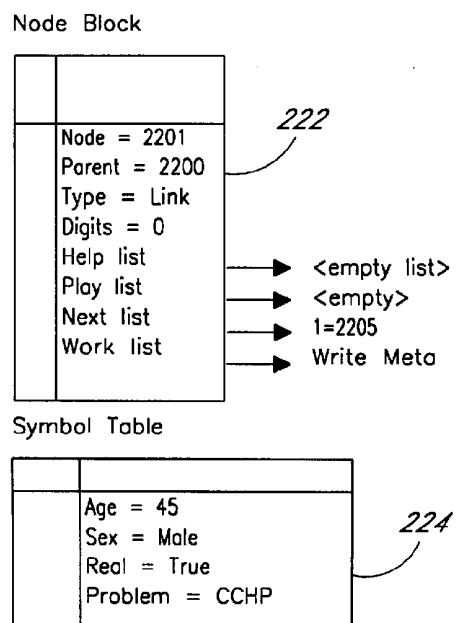 Node Block
222
Node = 2201
Parent = 2200
Type = Link
Digits = 0
Help list
<empty list>
Play list
<empty>
Next list
1=2205
Work list
Write Meta
Symbol Table
224
Age = 45
Sex = Male
Real = True
Problem = CCHP